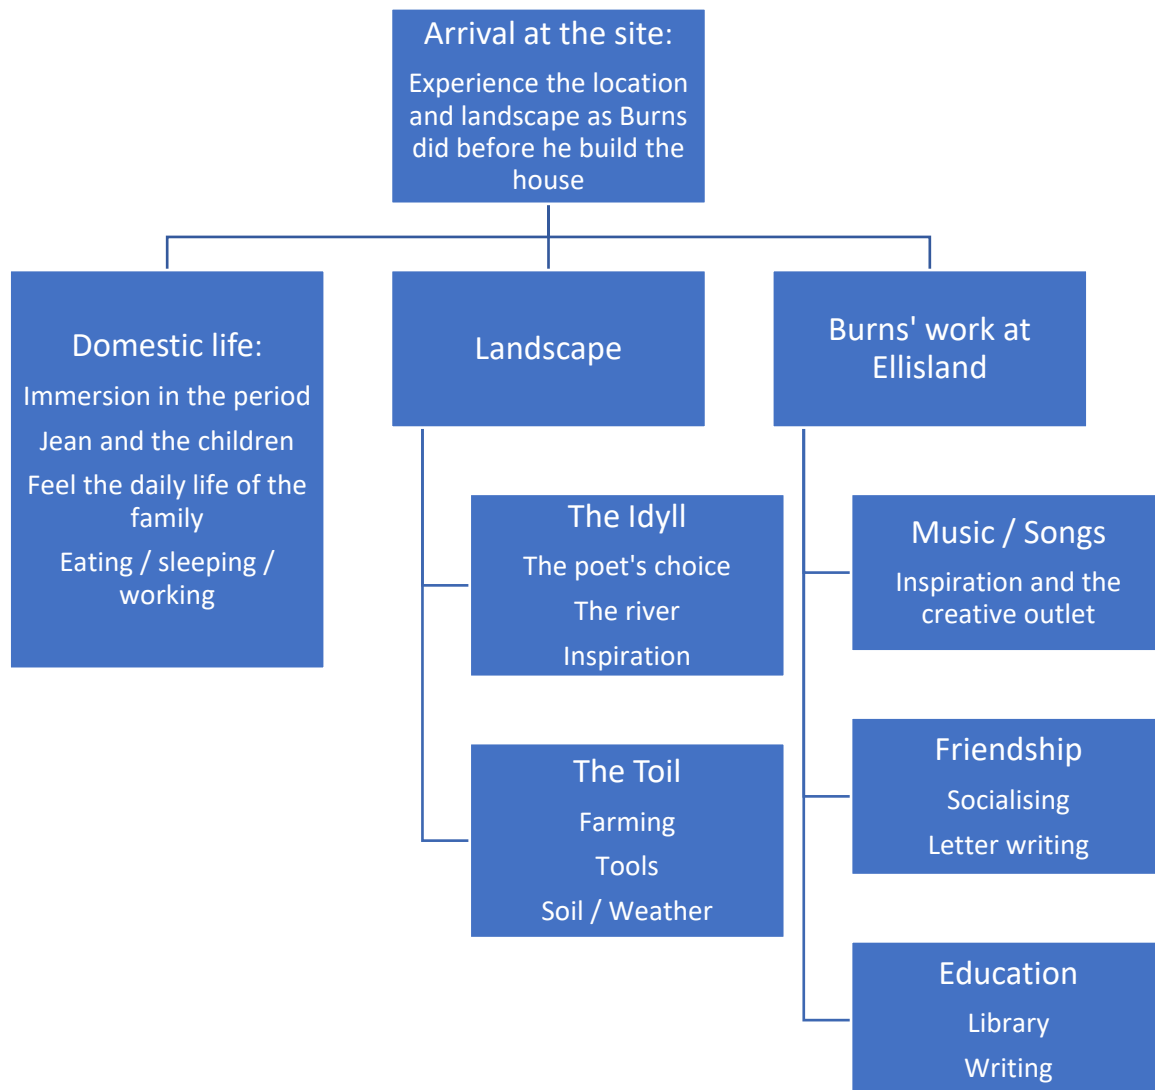 Arrival at the site:
Experience the location
and landscape as Burns
did before he build the
house
Domestic life:
Immersion in the period
Jean and the children
Feel the daily life of the
family
Eating / sleeping /
working
Landscape
The Idyll
The poet's choice
The river
Inspiration
The Toil
Farming
Tools
Soil / Weather
Burns' work at
Ellisland
Music / Songs
Inspiration and the
creative outlet
Friendship
Socialising
Letter writing
Education
Library
Writing